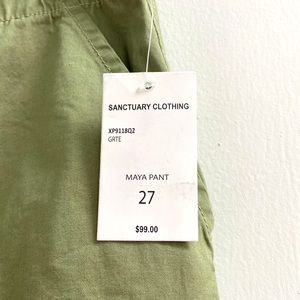 SANCTUARY CLOTHING
XP9118Q2
GRTE
MAYA PANT
27
$99.00